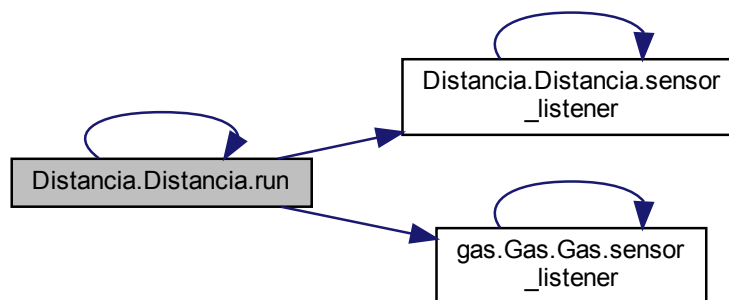 Distancia.Distancia.sensor
_listener
Distancia.Distancia.run
gas.Gas.Gas.sensor
_listener